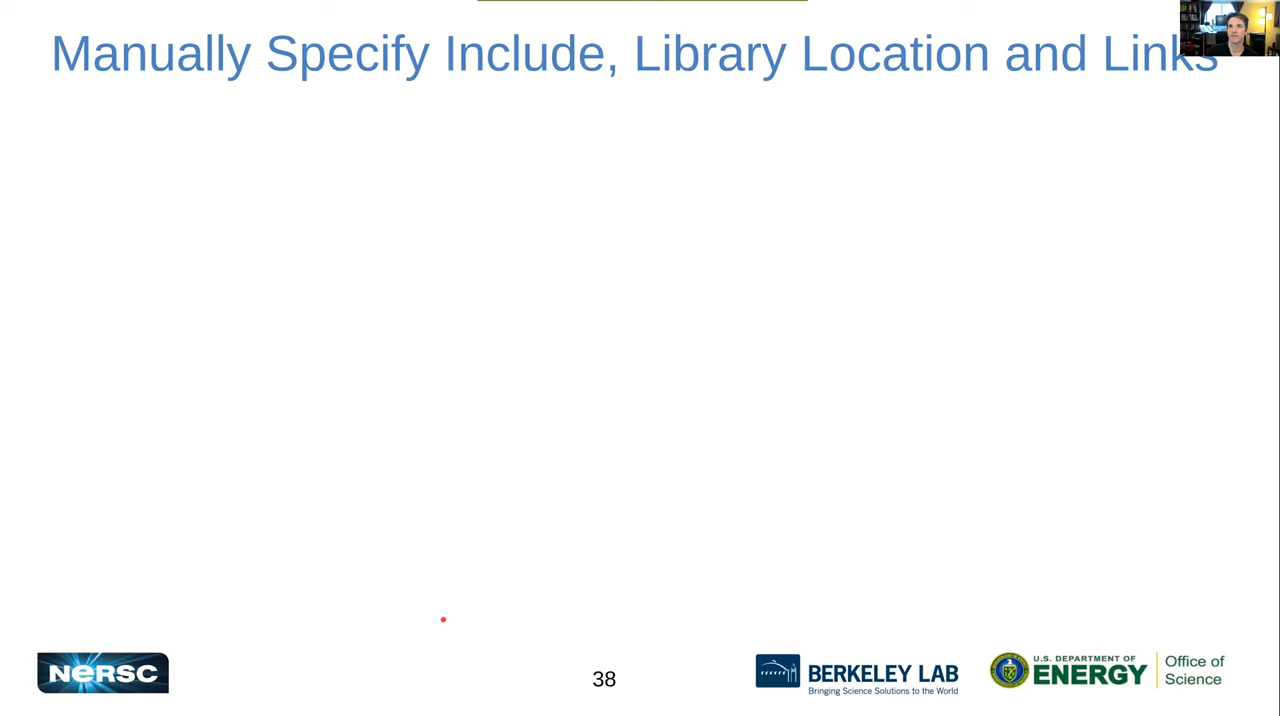 Manually Specify Include, Library Location and Links
NERSC
38
BERKELEY LAB
Bringing Science Solutions to the World
U.S. DEPARTMENT OF
ENERGY
Office of
Science